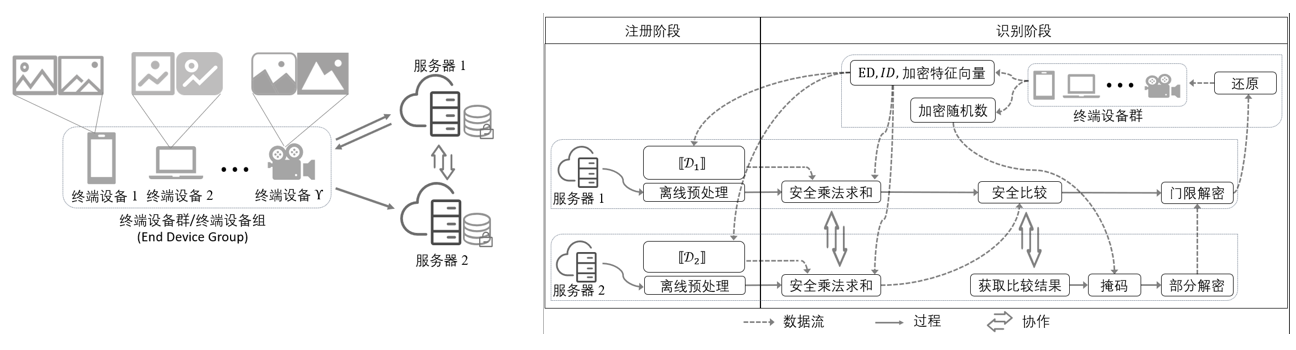 服务器 1
终端设备 1
终端设备 2
终端设备 ϒ
终端设备群/终端设备组
(End Device Group)
服务器 2
注册阶段
识别阶段
ED, ID, 加密特征向量
还原
加密随机数
终端设备群
⟦𝒟₁⟧
服务器 1
离线预处理
安全乘法求和
安全比较
门限解密
⟦𝒟₂⟧
服务器 2
离线预处理
安全乘法求和
获取比较结果
掩码
部分解密
数据流
过程
协作